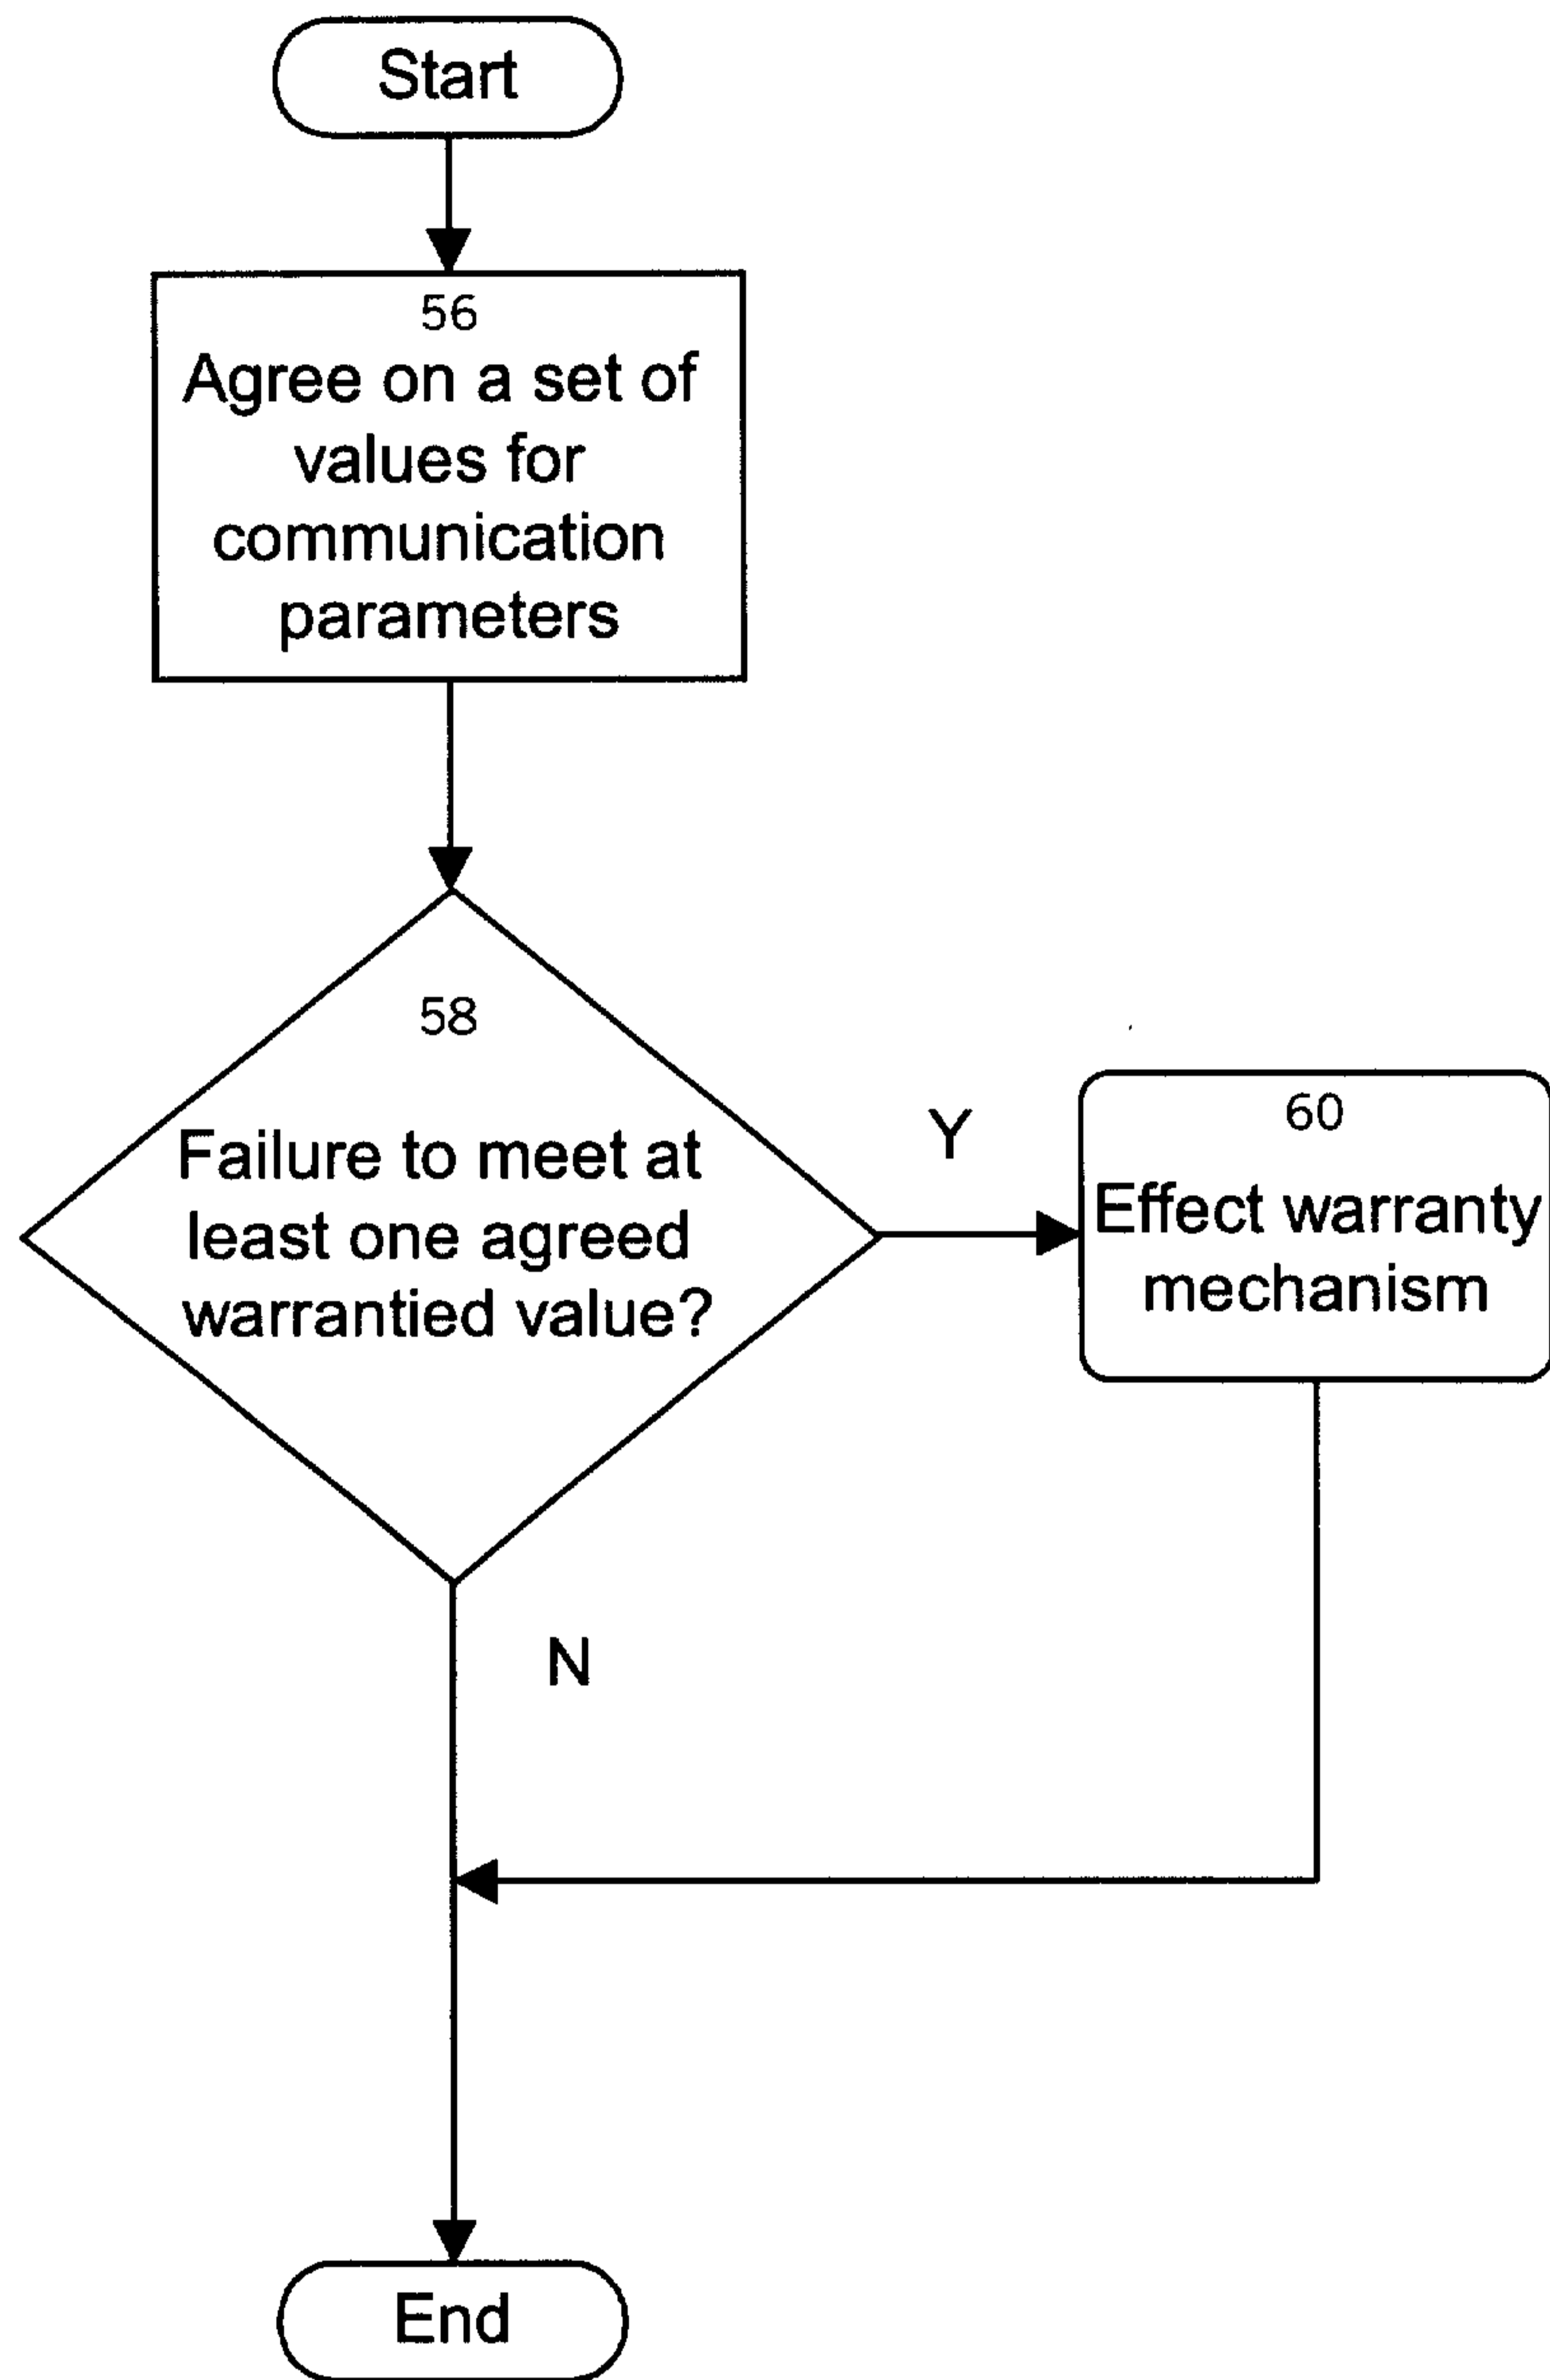 Start
56
Agree on a set of
values for
communication
parameters
58
Failure to meet at
least one agreed
warrantied value?
Y
60
Effect warranty
mechanism
N
End